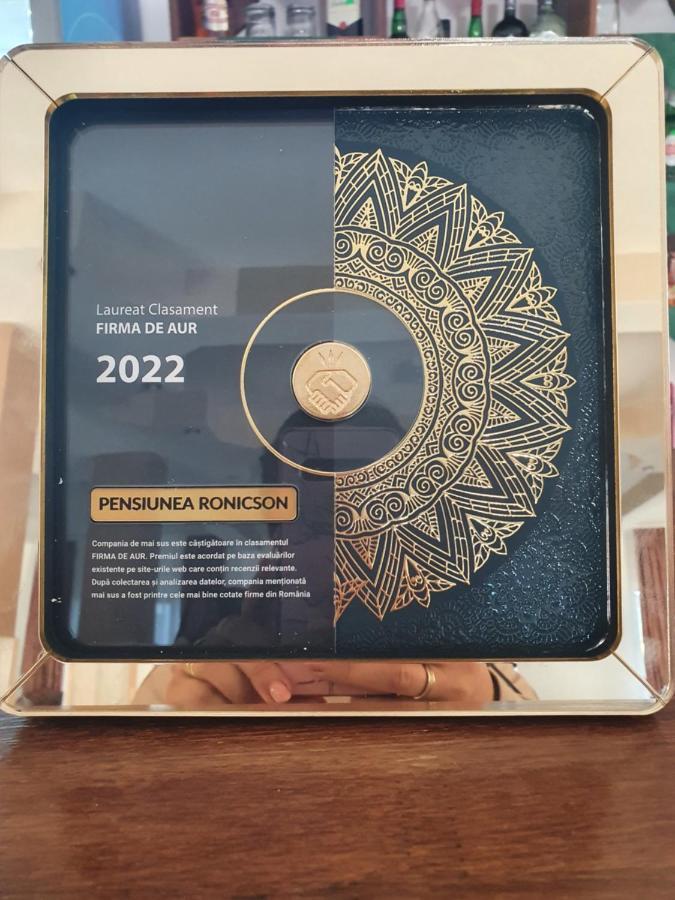 Laureat Clasament
FIRMA DE AUR
2022
PENSIUNEA RONICSON
Compania de mai sus este câștigătoare în clasamentul
FIRMA DE AUR. Premiul este acordat pe baza evaluărilor
existente pe site-urile web care conțin recenzii relevante.
După colectarea și analizarea datelor, compania menționată
mai sus a fost printre cele mai bine cotate firme din România